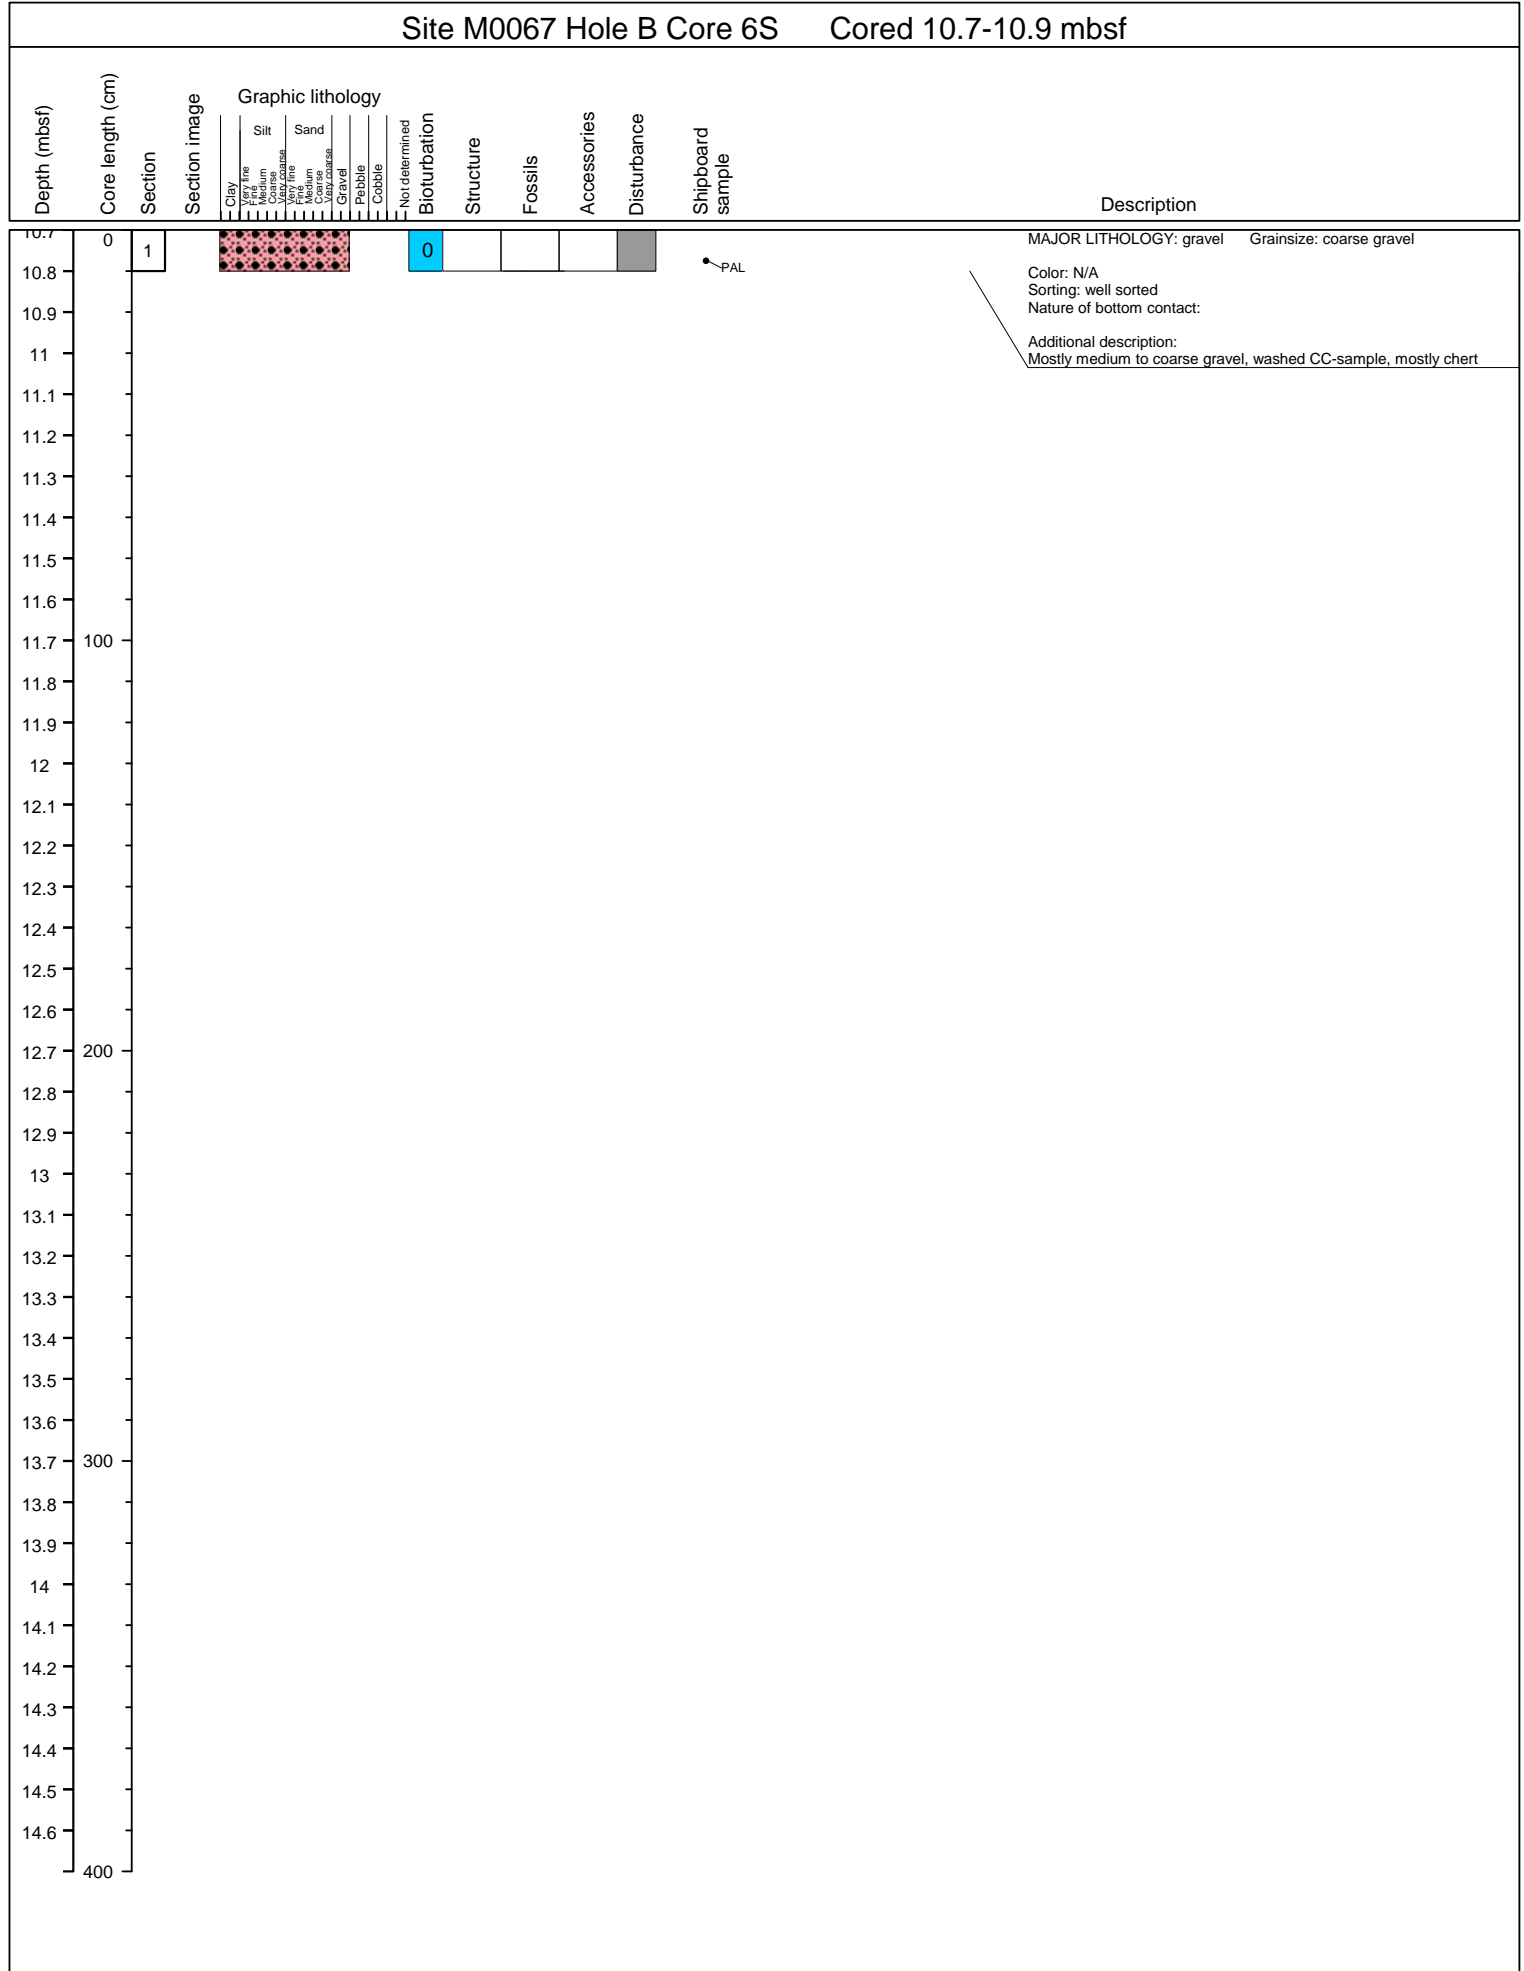 Site M0067 Hole B Core 6S Cored 10.7-10.9 mbsf
Depth (mbsf)
Core length (cm)
Section
Section image
Graphic lithology
Silt
Sand
Clay
Very fine
Fine
Medium
Coarse
Very coarse
Very fine
Fine
Medium
Coarse
Very coarse
Gravel
Pebble
Cobble
Not determined
Bioturbation
Structure
Fossils
Accessories
Disturbance
Shipboard
sample
Description
10.7 0 1 0 PAL
MAJOR LITHOLOGY: gravel Grainsize: coarse gravel
Color: N/A
Sorting: well sorted
Nature of bottom contact:
Additional description:
Mostly medium to coarse gravel, washed CC-sample, mostly chert
10.8
10.9
11
11.1
11.2
11.3
11.4
11.5
11.6
11.7 100
11.8
11.9
12
12.1
12.2
12.3
12.4
12.5
12.6
12.7 200
12.8
12.9
13
13.1
13.2
13.3
13.4
13.5
13.6
13.7 300
13.8
13.9
14
14.1
14.2
14.3
14.4
14.5
14.6
400